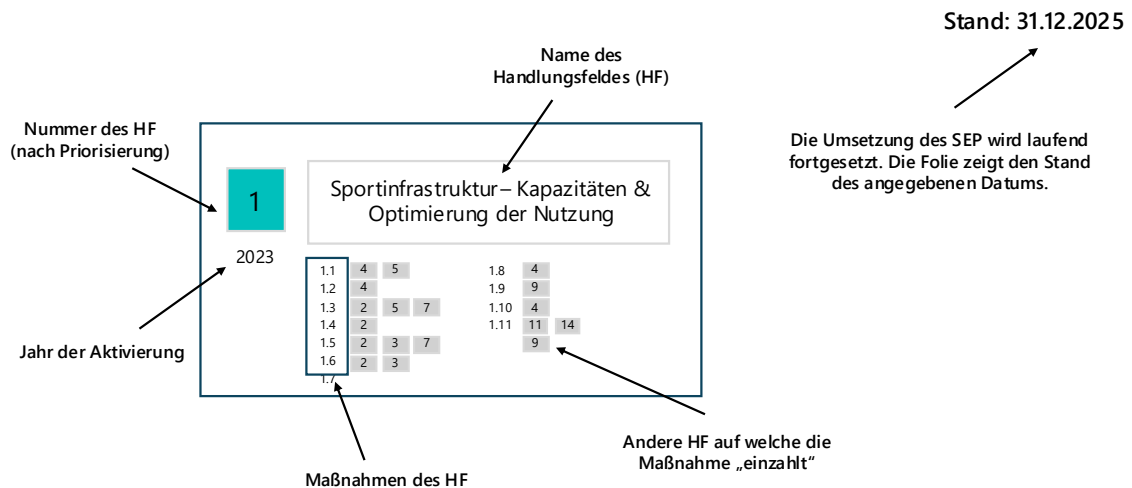 Stand: 31.12.2025
Name des
Handlungsfeldes (HF)
Nummer des HF
(nach Priorisierung)
Die Umsetzung des SEP wird laufend
fortgesetzt. Die Folie zeigt den Stand
des angegebenen Datums.
1
Sportinfrastruktur– Kapazitäten &
Optimierung der Nutzung
2023
1.1 4 5
1.2 4
1.3 2 5 7
1.4 2
1.5 2 3 7
1.6 2 3
1.7
1.8 4
1.9 9
1.10 4
1.11 11 14
9
Jahr der Aktivierung
Andere HF auf welche die
Maßnahme „einzahlt“
Maßnahmen des HF